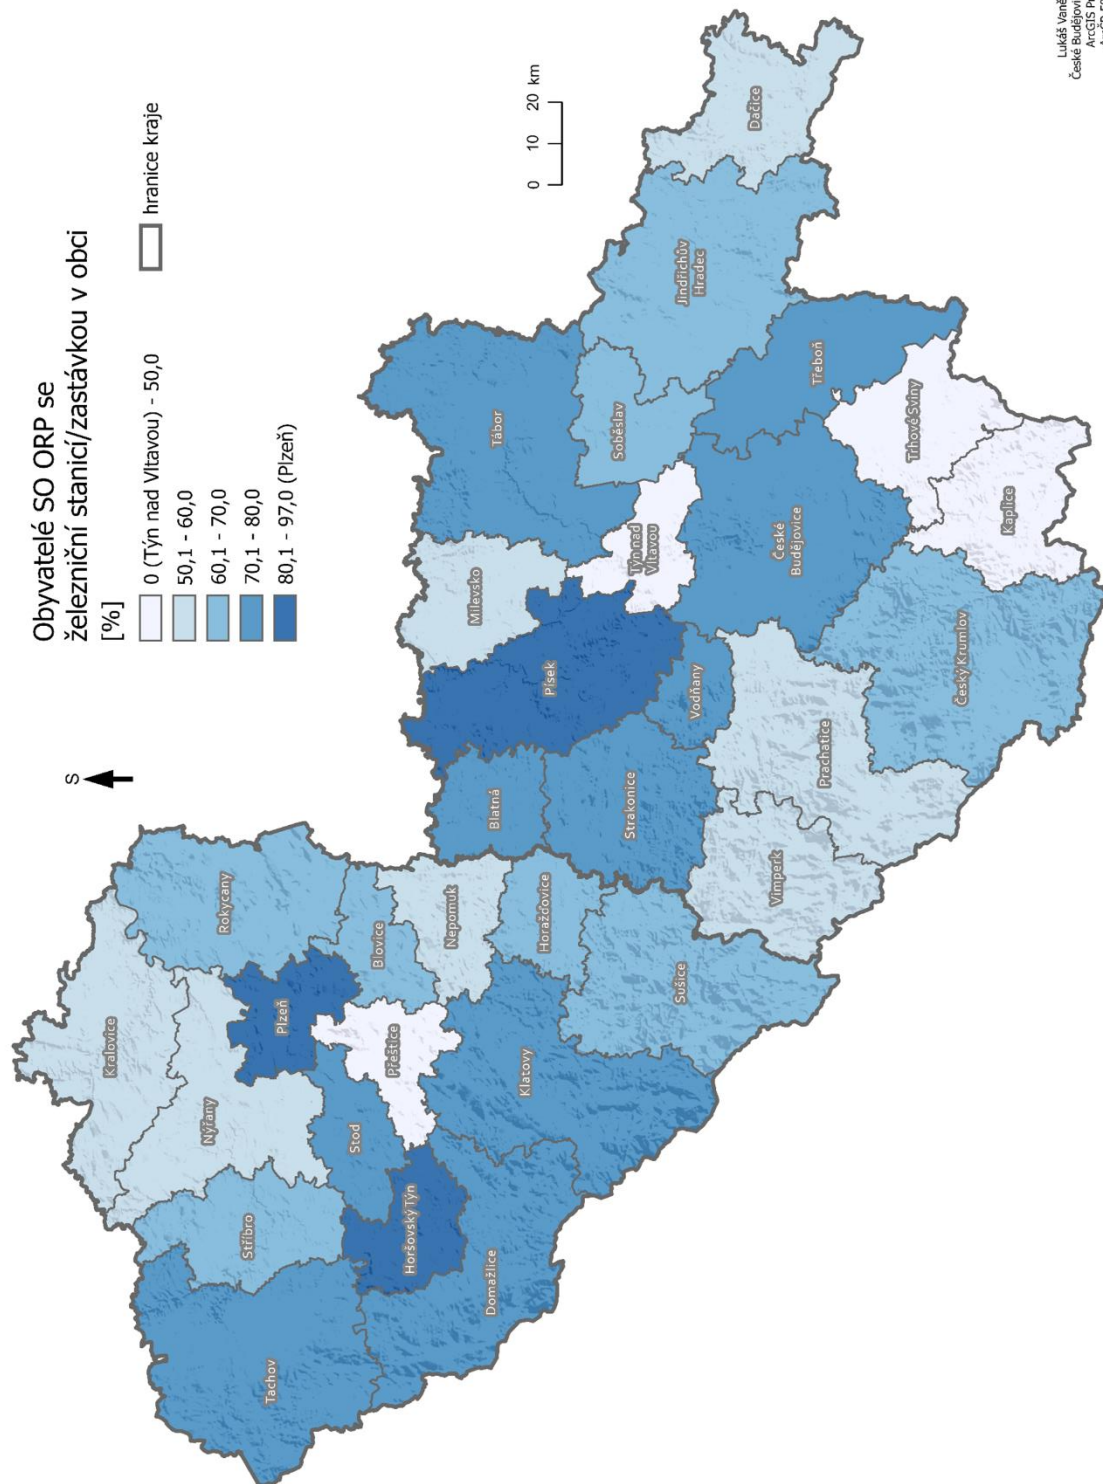 Obyvatelé SO ORP se
železniční stanicí/zastávkou v obci
[%]
0 (Týn nad Vltavou) - 50,0
50,1 - 60,0
60,1 - 70,0
70,1 - 80,0
80,1 - 97,0 (Plzeň)
hranice kraje
S
0 10 20 km
Kralovice
Rokycany
Nýřany
Stříbro
Tachov
Plzeň
Blovice
Přeštice
Stod
Horšovský Týn
Nepomuk
Domažlice
Klatovy
Horažďovice
Sušice
Blatná
Milevsko
Tábor
Písek
Strakonice
Soběslav
Týn nad
Vltavou
Vodňany
Jindřichův
Hradec
Dačice
Vimperk
Prachatice
České
Budějovice
Třeboň
Trhové Sviny
Český Krumlov
Kaplice
Lukáš Vaně
České Budějovi